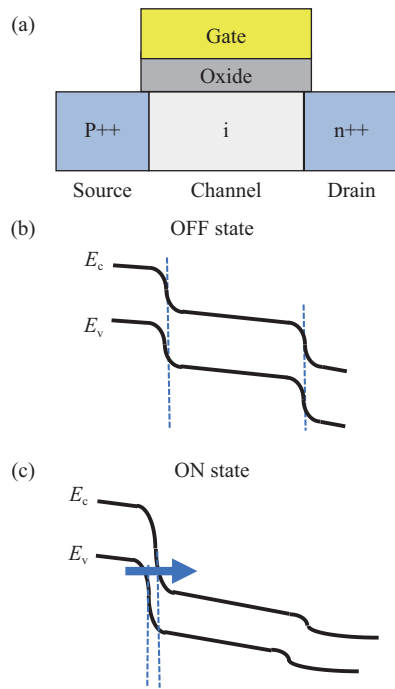 (a)
Gate
Oxide
P++ i n++
Source Channel Drain
(b) OFF state
Ec
Ev
(c) ON state
Ec
Ev